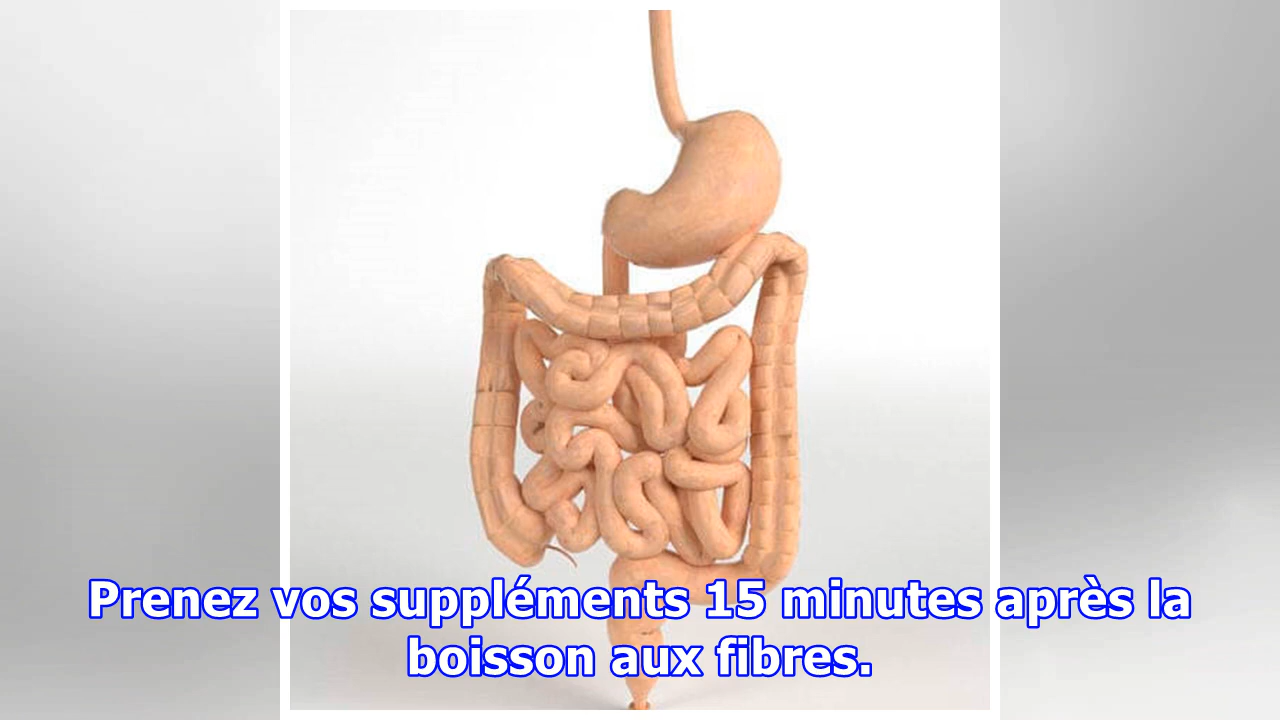 Prenez vos suppléments 15 minutes après la
boisson aux fibres.